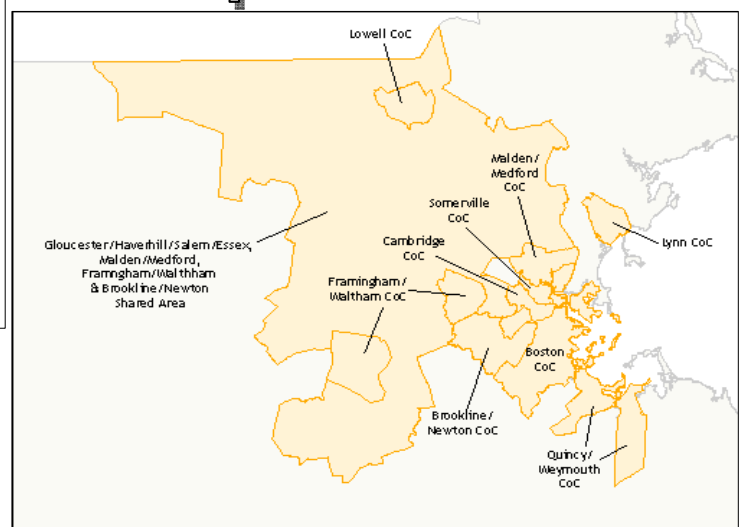 Lowell CoC
Malden/
Medford
CoC
Somerville
CoC
Cambridge
CoC
Lynn CoC
Gloucester/Haverhill/Salem/Essex,
Malden/Medford,
Framngham/Walthham
& Brookline/Newton
Shared Area
Framingham/
Waltham CoC
Boston
CoC
Brookline/
Newton CoC
Quincy/
Weymouth
CoC